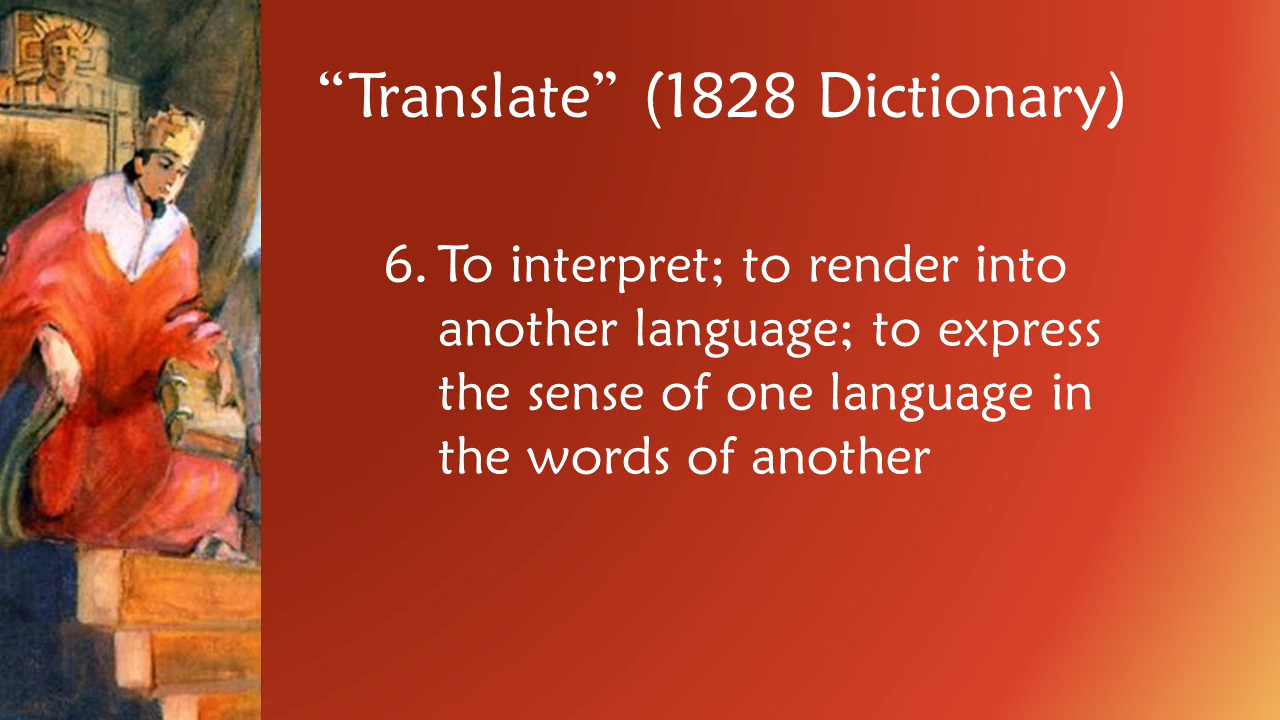 “Translate” (1828 Dictionary)
6. To interpret; to render into
another language; to express
the sense of one language in
the words of another